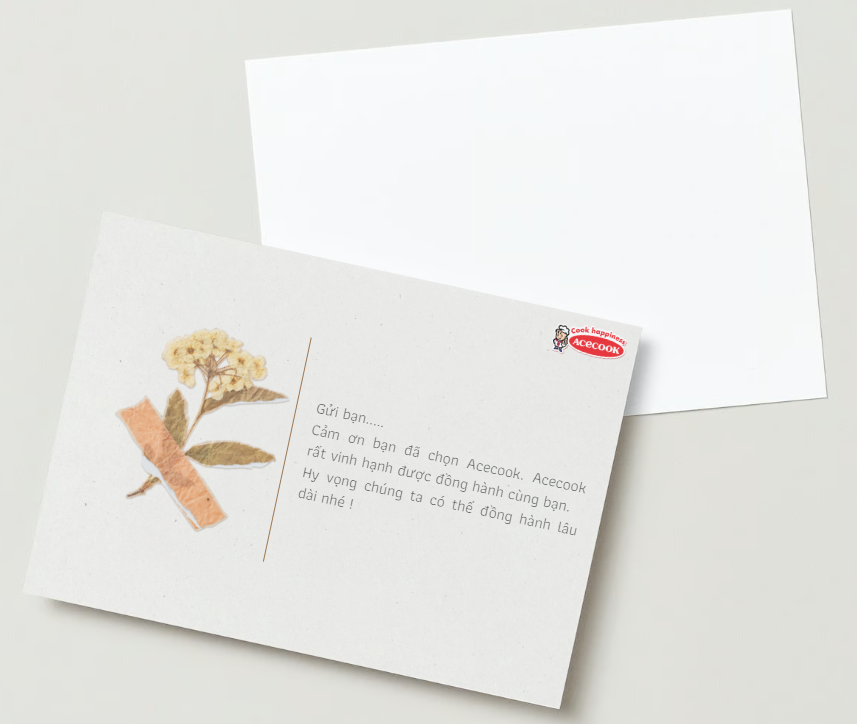 Cook happiness
ACECOOK
Gửi bạn.....
Cảm ơn bạn đã chọn Acecook. Acecook
rất vinh hạnh được đồng hành cùng bạn.
Hy vọng chúng ta có thể đồng hành lâu
dài nhé !